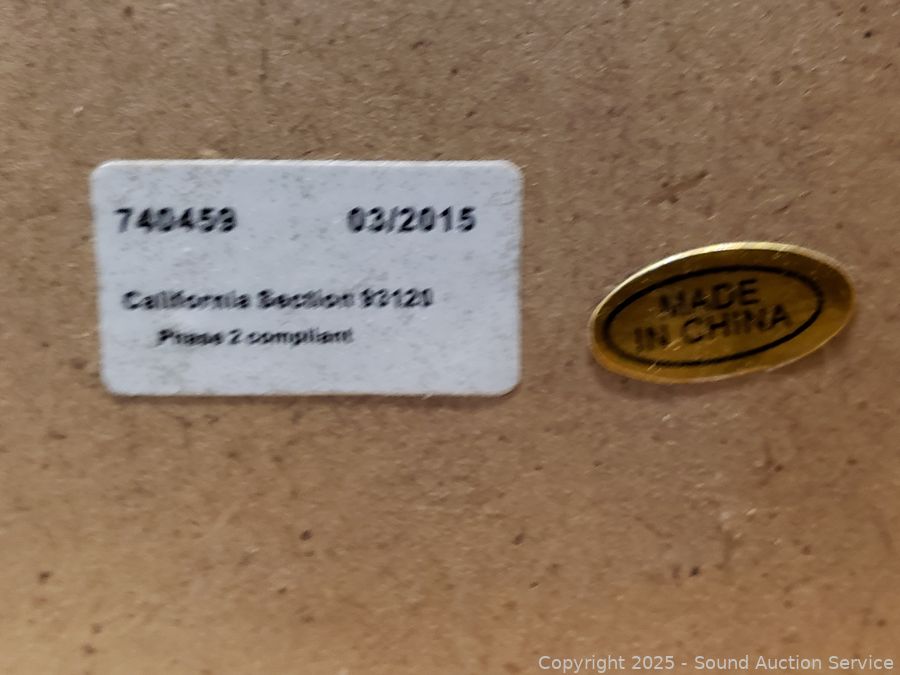 740459 03/2015
California Section 93120
Phase 2 compliant
MADE
IN CHINA
Copyright © 2025 - Sound Auction Service